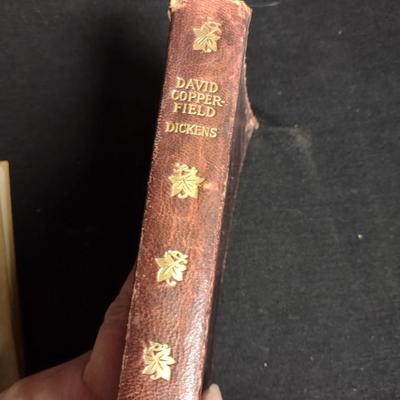 DAVID
COPPER-
FIELD
DICKENS